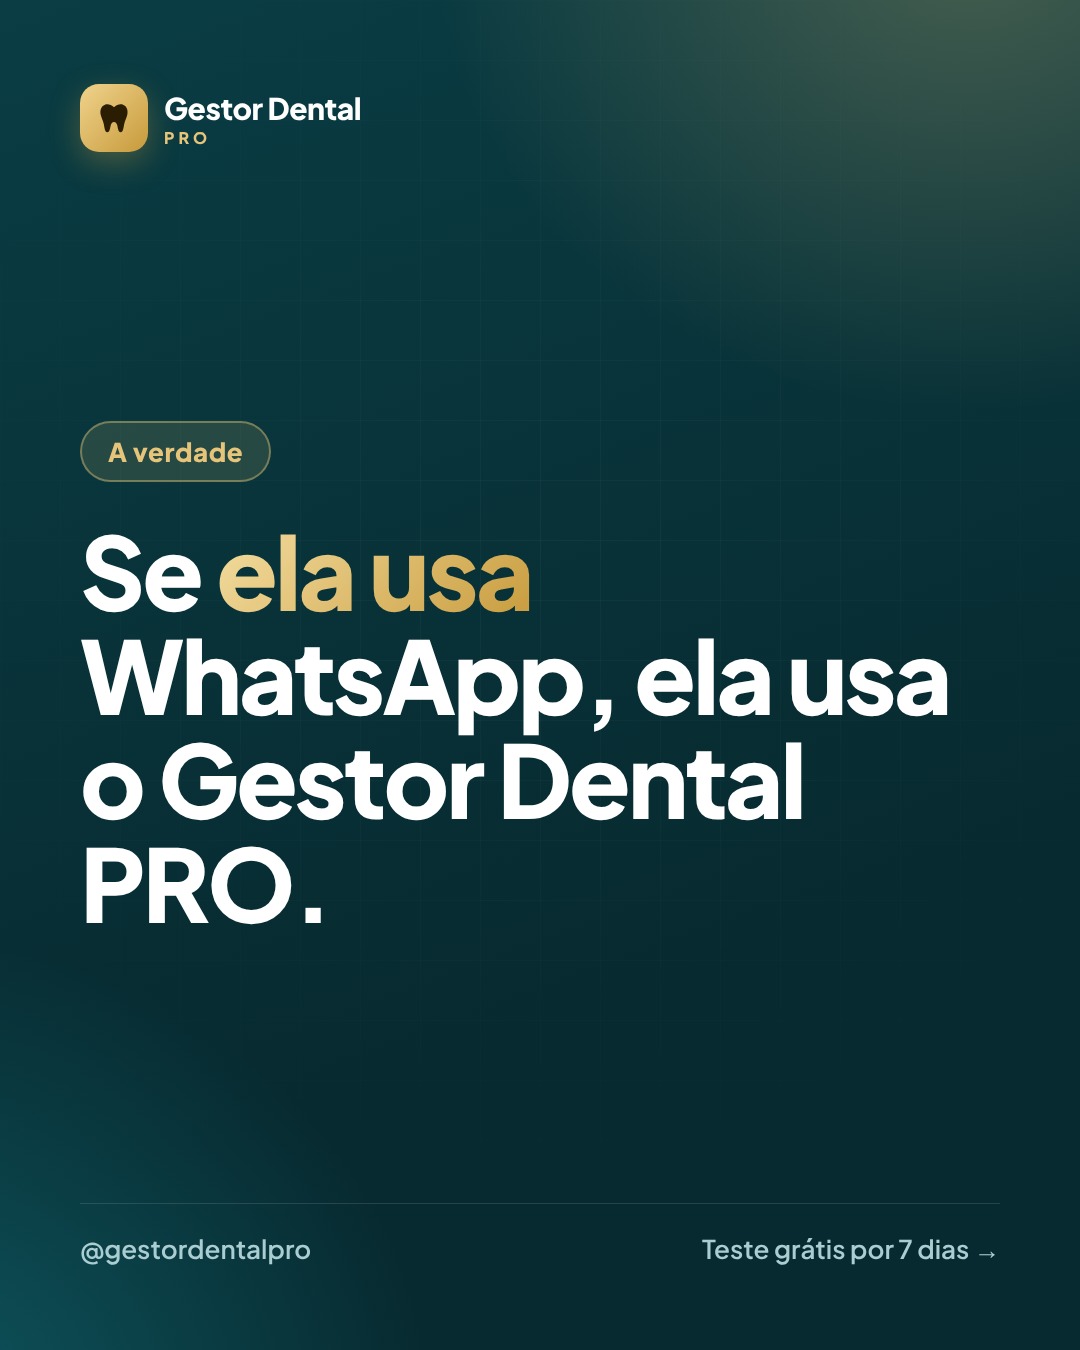 Gestor Dental
PRO
A verdade
Se ela usa
WhatsApp, ela usa
o Gestor Dental
PRO.
@gestordentalpro
Teste grátis por 7 dias →